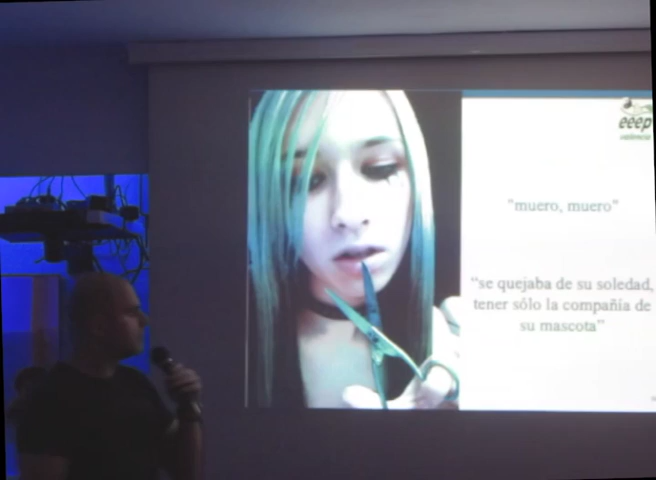 eeep
"muero, muero"
"se quejaba de su soledad,
tener sólo la compañía de
su mascota"